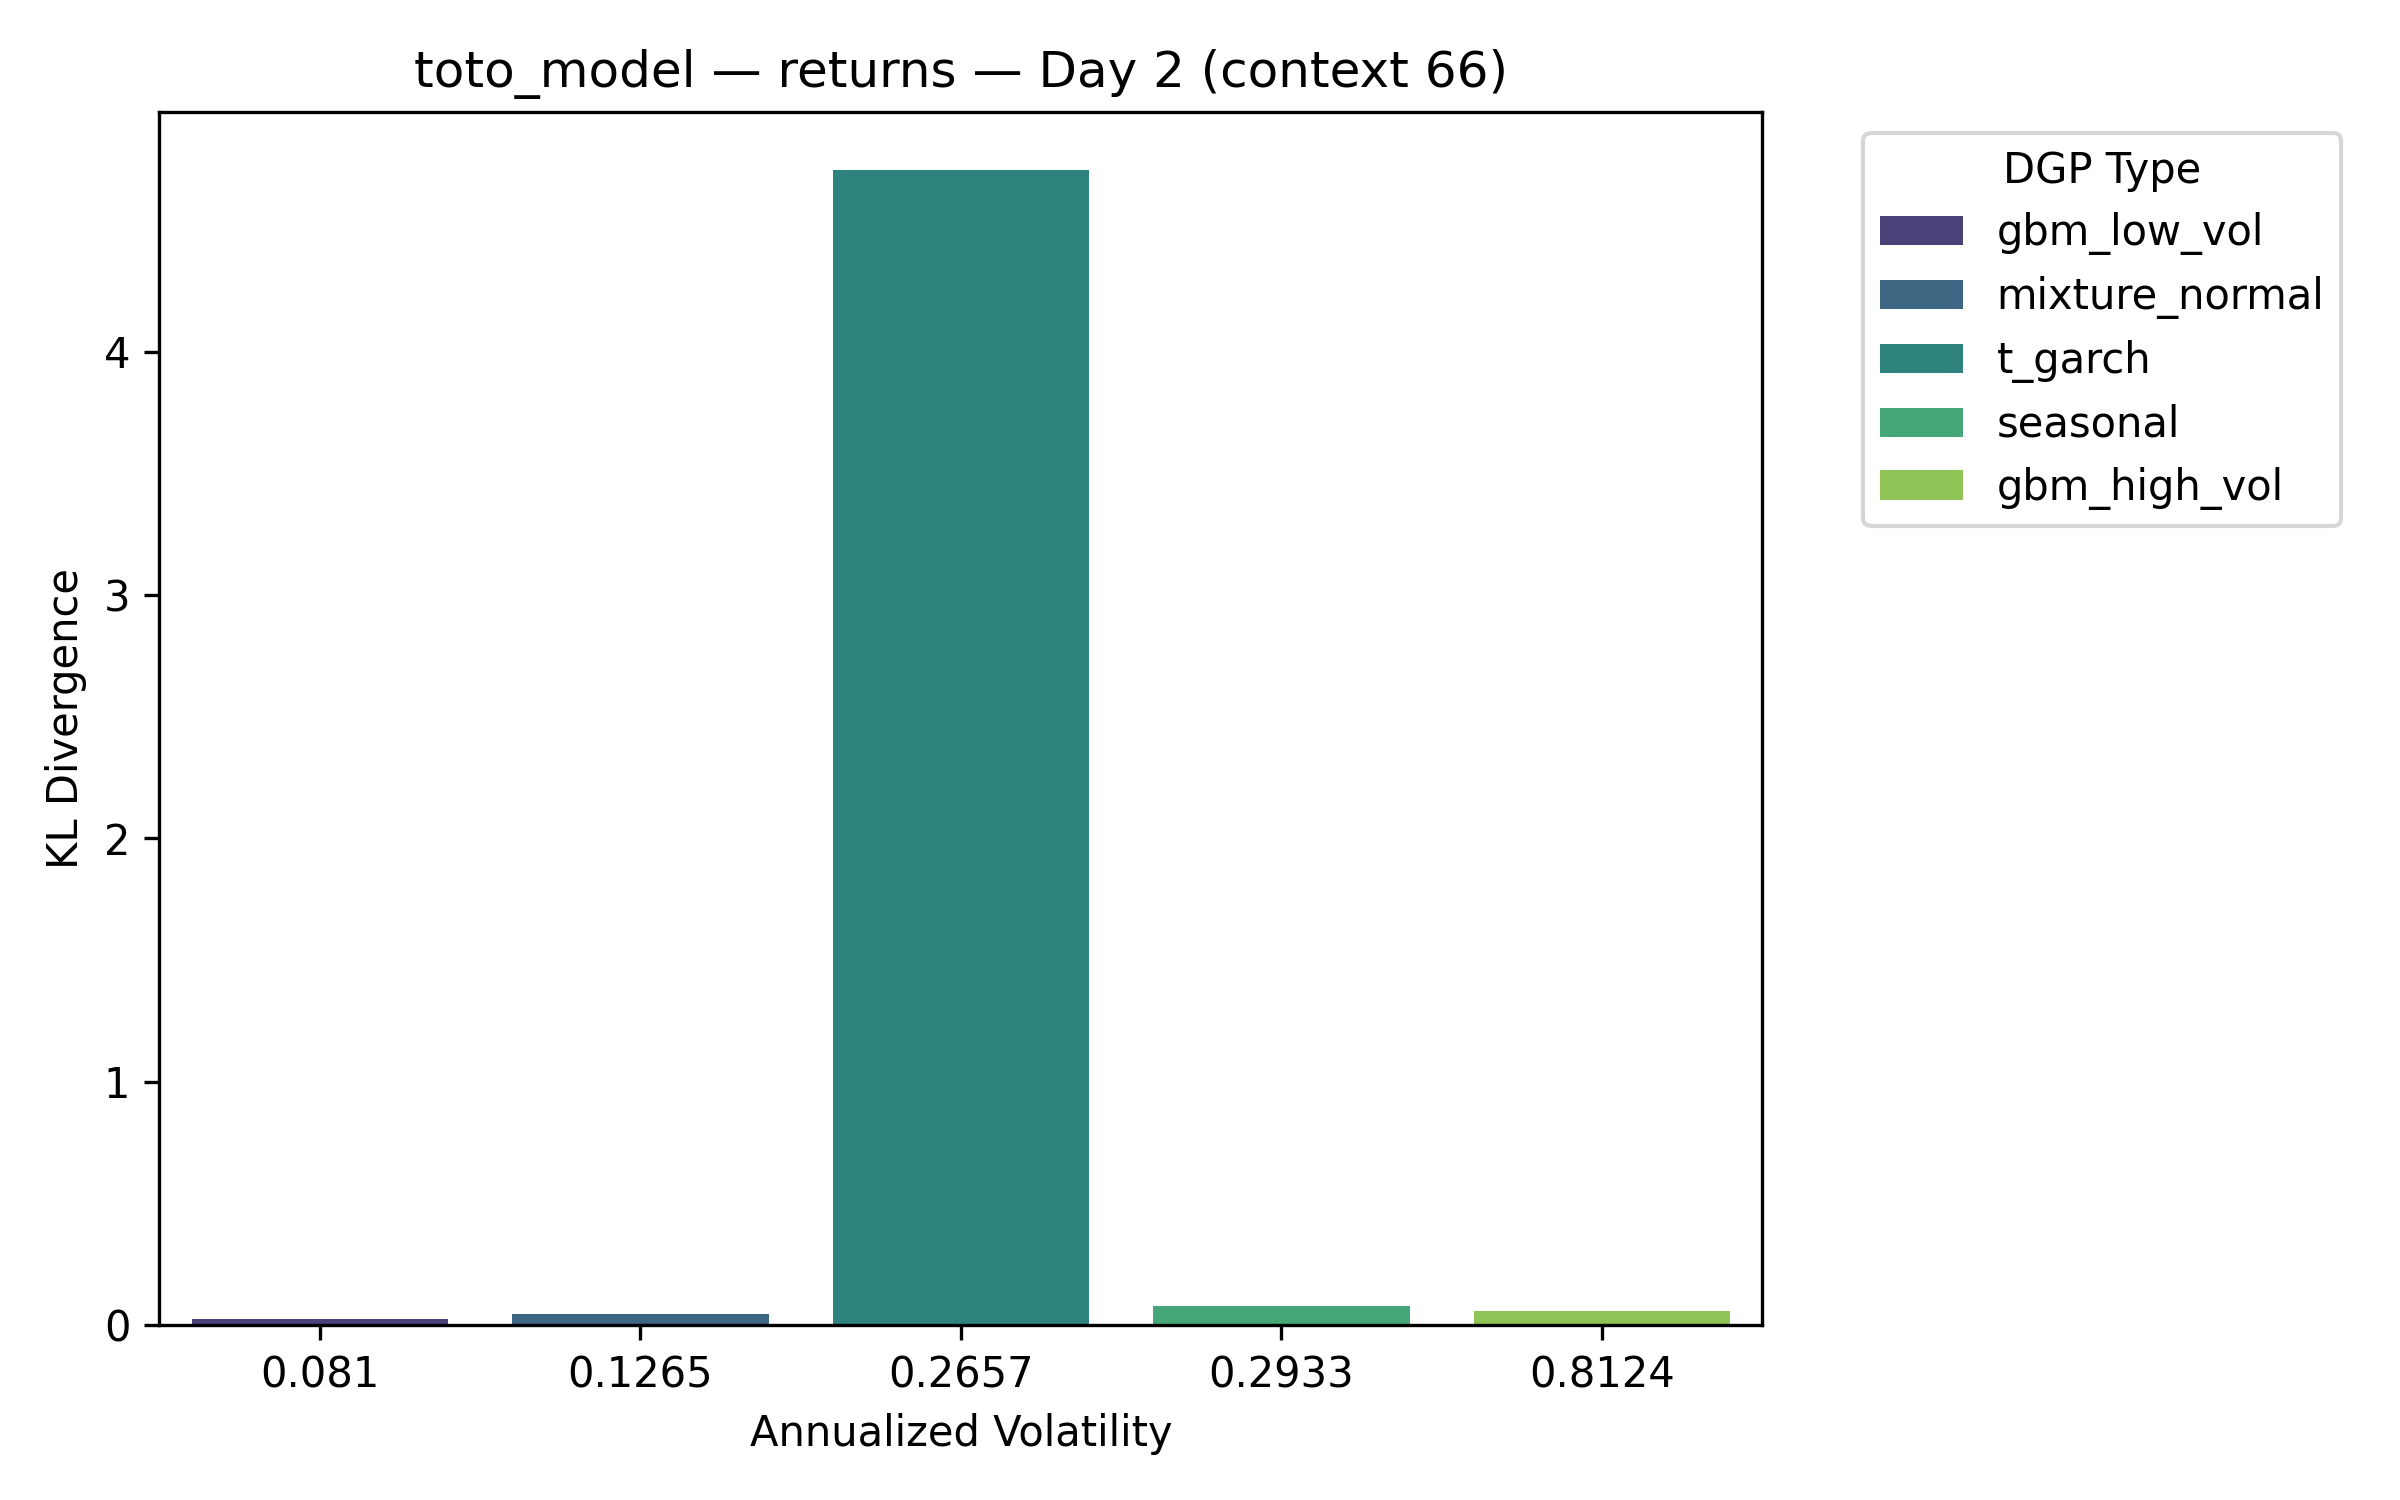 toto_model — returns — Day 2 (context 66)
KL Divergence
4
3
2
1
0
0.081
0.1265
0.2657
0.2933
0.8124
Annualized Volatility
DGP Type
gbm_low_vol
mixture_normal
t_garch
seasonal
gbm_high_vol